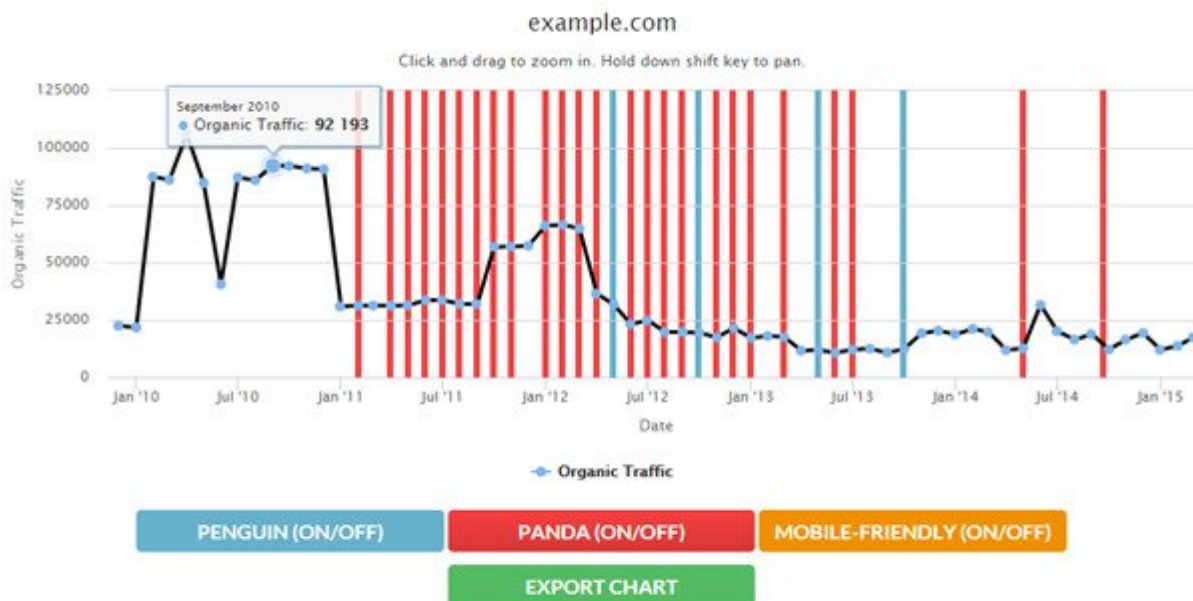 example.com
Click and drag to zoom in. Hold down shift key to pan.
125000
September 2010
Organic Traffic: 92 193
100000
75000
50000
25000
0
Organic Traffic
Jan '10 Jul '10 Jan '11 Jul '11 Jan '12 Jul '12 Jan '13 Jul '13 Jan '14 Jul '14 Jan '15
Date
Organic Traffic
PENGUIN (ON/OFF) PANDA (ON/OFF) MOBILE-FRIENDLY (ON/OFF)
EXPORT CHART